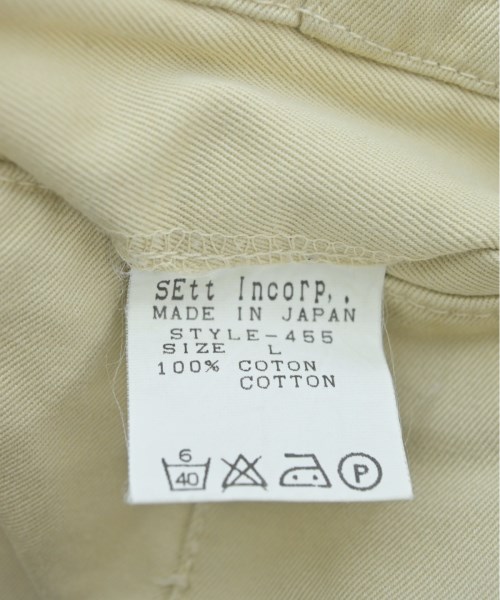 sEtt Incorp,.
MADE IN JAPAN
STYLE-455
SIZE L
100% COTON
COTTON
6
40
P